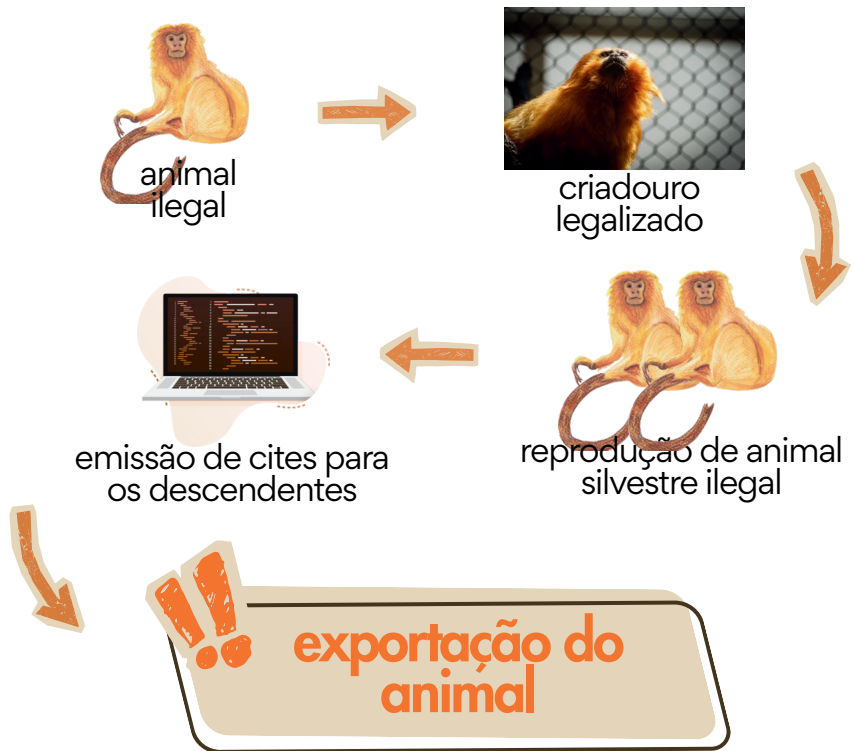 animal
ilegal
criadouro
legalizado
reprodução de animal
silvestre ilegal
emissão de cites para
os descendentes
exportação do
animal